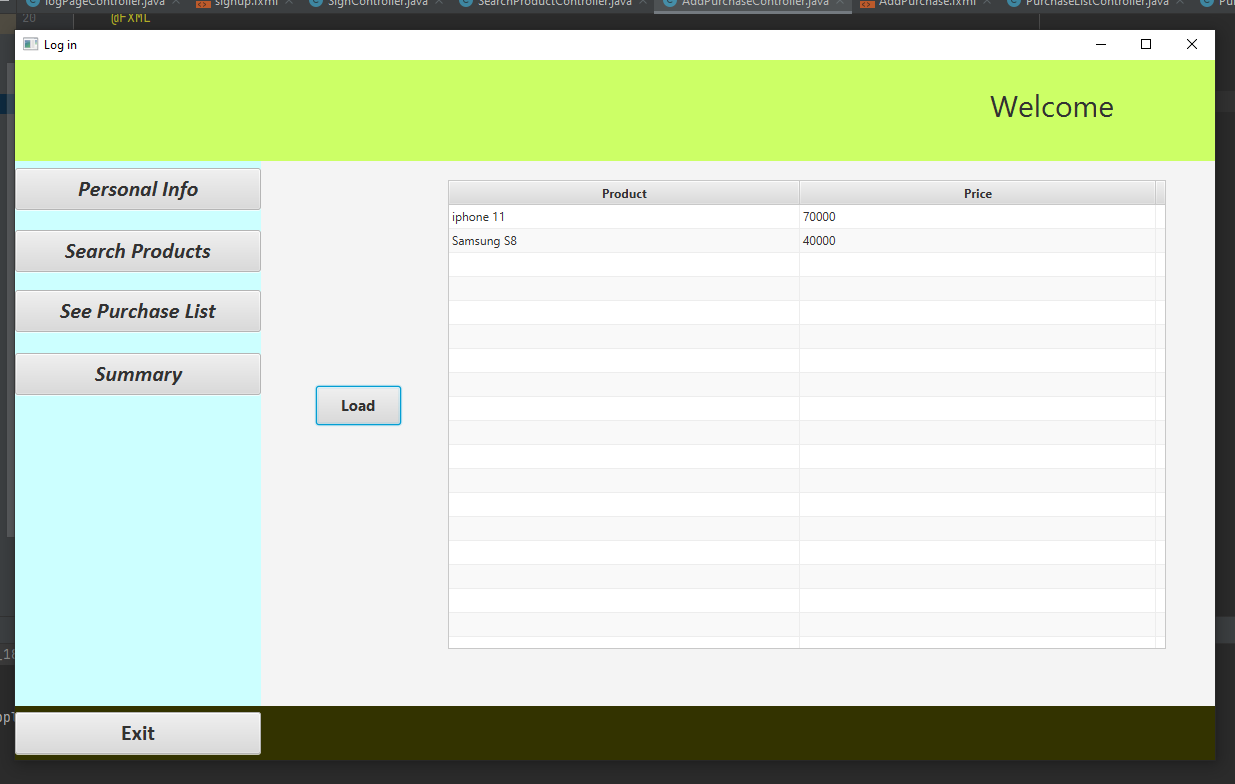 logPageController.java signup.fxml SignController.java SearchProductController.java AddPurchaseController.java AddPurchase.fxml PurchaseListController.java
20 @FXML
Log in
Welcome
Personal Info
Search Products
See Purchase List
Summary
Load
Product Price
iphone 11 70000
Samsung S8 40000
Exit